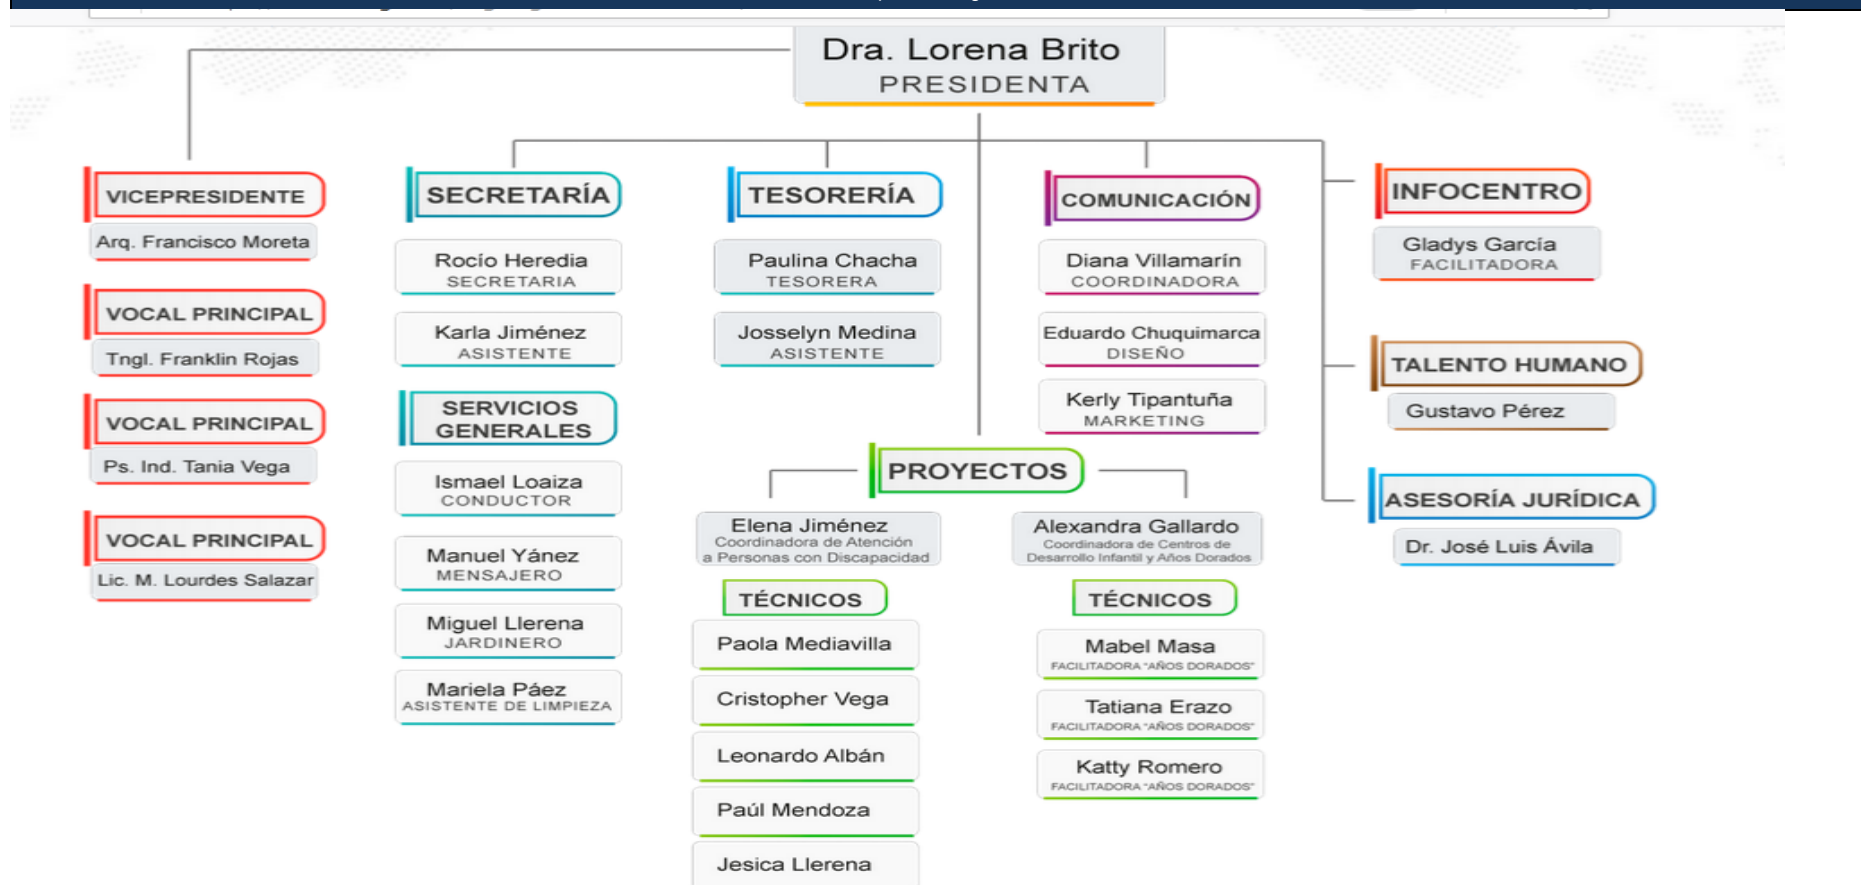 Dra. Lorena Brito
PRESIDENTA
VICEPRESIDENTE
Arq. Francisco Moreta
VOCAL PRINCIPAL
Tngl. Franklin Rojas
VOCAL PRINCIPAL
Ps. Ind. Tania Vega
VOCAL PRINCIPAL
Lic. M. Lourdes Salazar
SECRETARÍA
Rocío Heredia
SECRETARIA
Karla Jiménez
ASISTENTE
SERVICIOS
GENERALES
Ismael Loaiza
CONDUCTOR
Manuel Yánez
MENSAJERO
Miguel Llerena
JARDINERO
Mariela Páez
ASISTENTE DE LIMPIEZA
TESORERÍA
Paulina Chacha
TESORERA
Josselyn Medina
ASISTENTE
COMUNICACIÓN
Diana Villamarín
COORDINADORA
Eduardo Chuquimarca
DISEÑO
Kerly Tipantuña
MARKETING
PROYECTOS
Elena Jiménez
Coordinadora de Atención
a Personas con Discapacidad
TÉCNICOS
Paola Mediavilla
Cristopher Vega
Leonardo Albán
Paúl Mendoza
Jesica Llerena
Alexandra Gallardo
Coordinadora de Centros de
Desarrollo Infantil y Años Dorados
TÉCNICOS
Mabel Masa
FACILITADORA "AÑOS DORADOS"
Tatiana Erazo
FACILITADORA "AÑOS DORADOS"
Katty Romero
FACILITADORA "AÑOS DORADOS"
INFOCENTRO
Gladys García
FACILITADORA
TALENTO HUMANO
Gustavo Pérez
ASESORÍA JURÍDICA
Dr. José Luis Ávila